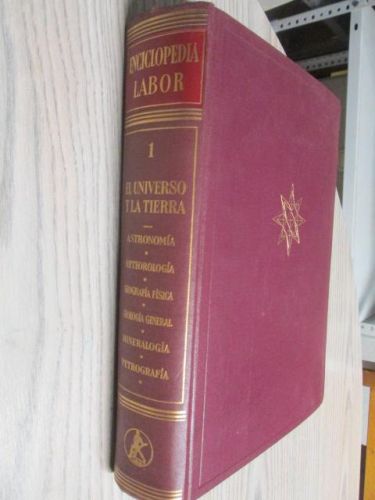 ENCICLOPEDIA
LABOR
1
EL UNIVERSO
Y LA TIERRA
ASTRONOMÍA
METEOROLOGÍA
GEOGRAFÍA FÍSICA
GEOLOGÍA GENERAL
MINERALOGÍA
PETROGRAFÍA